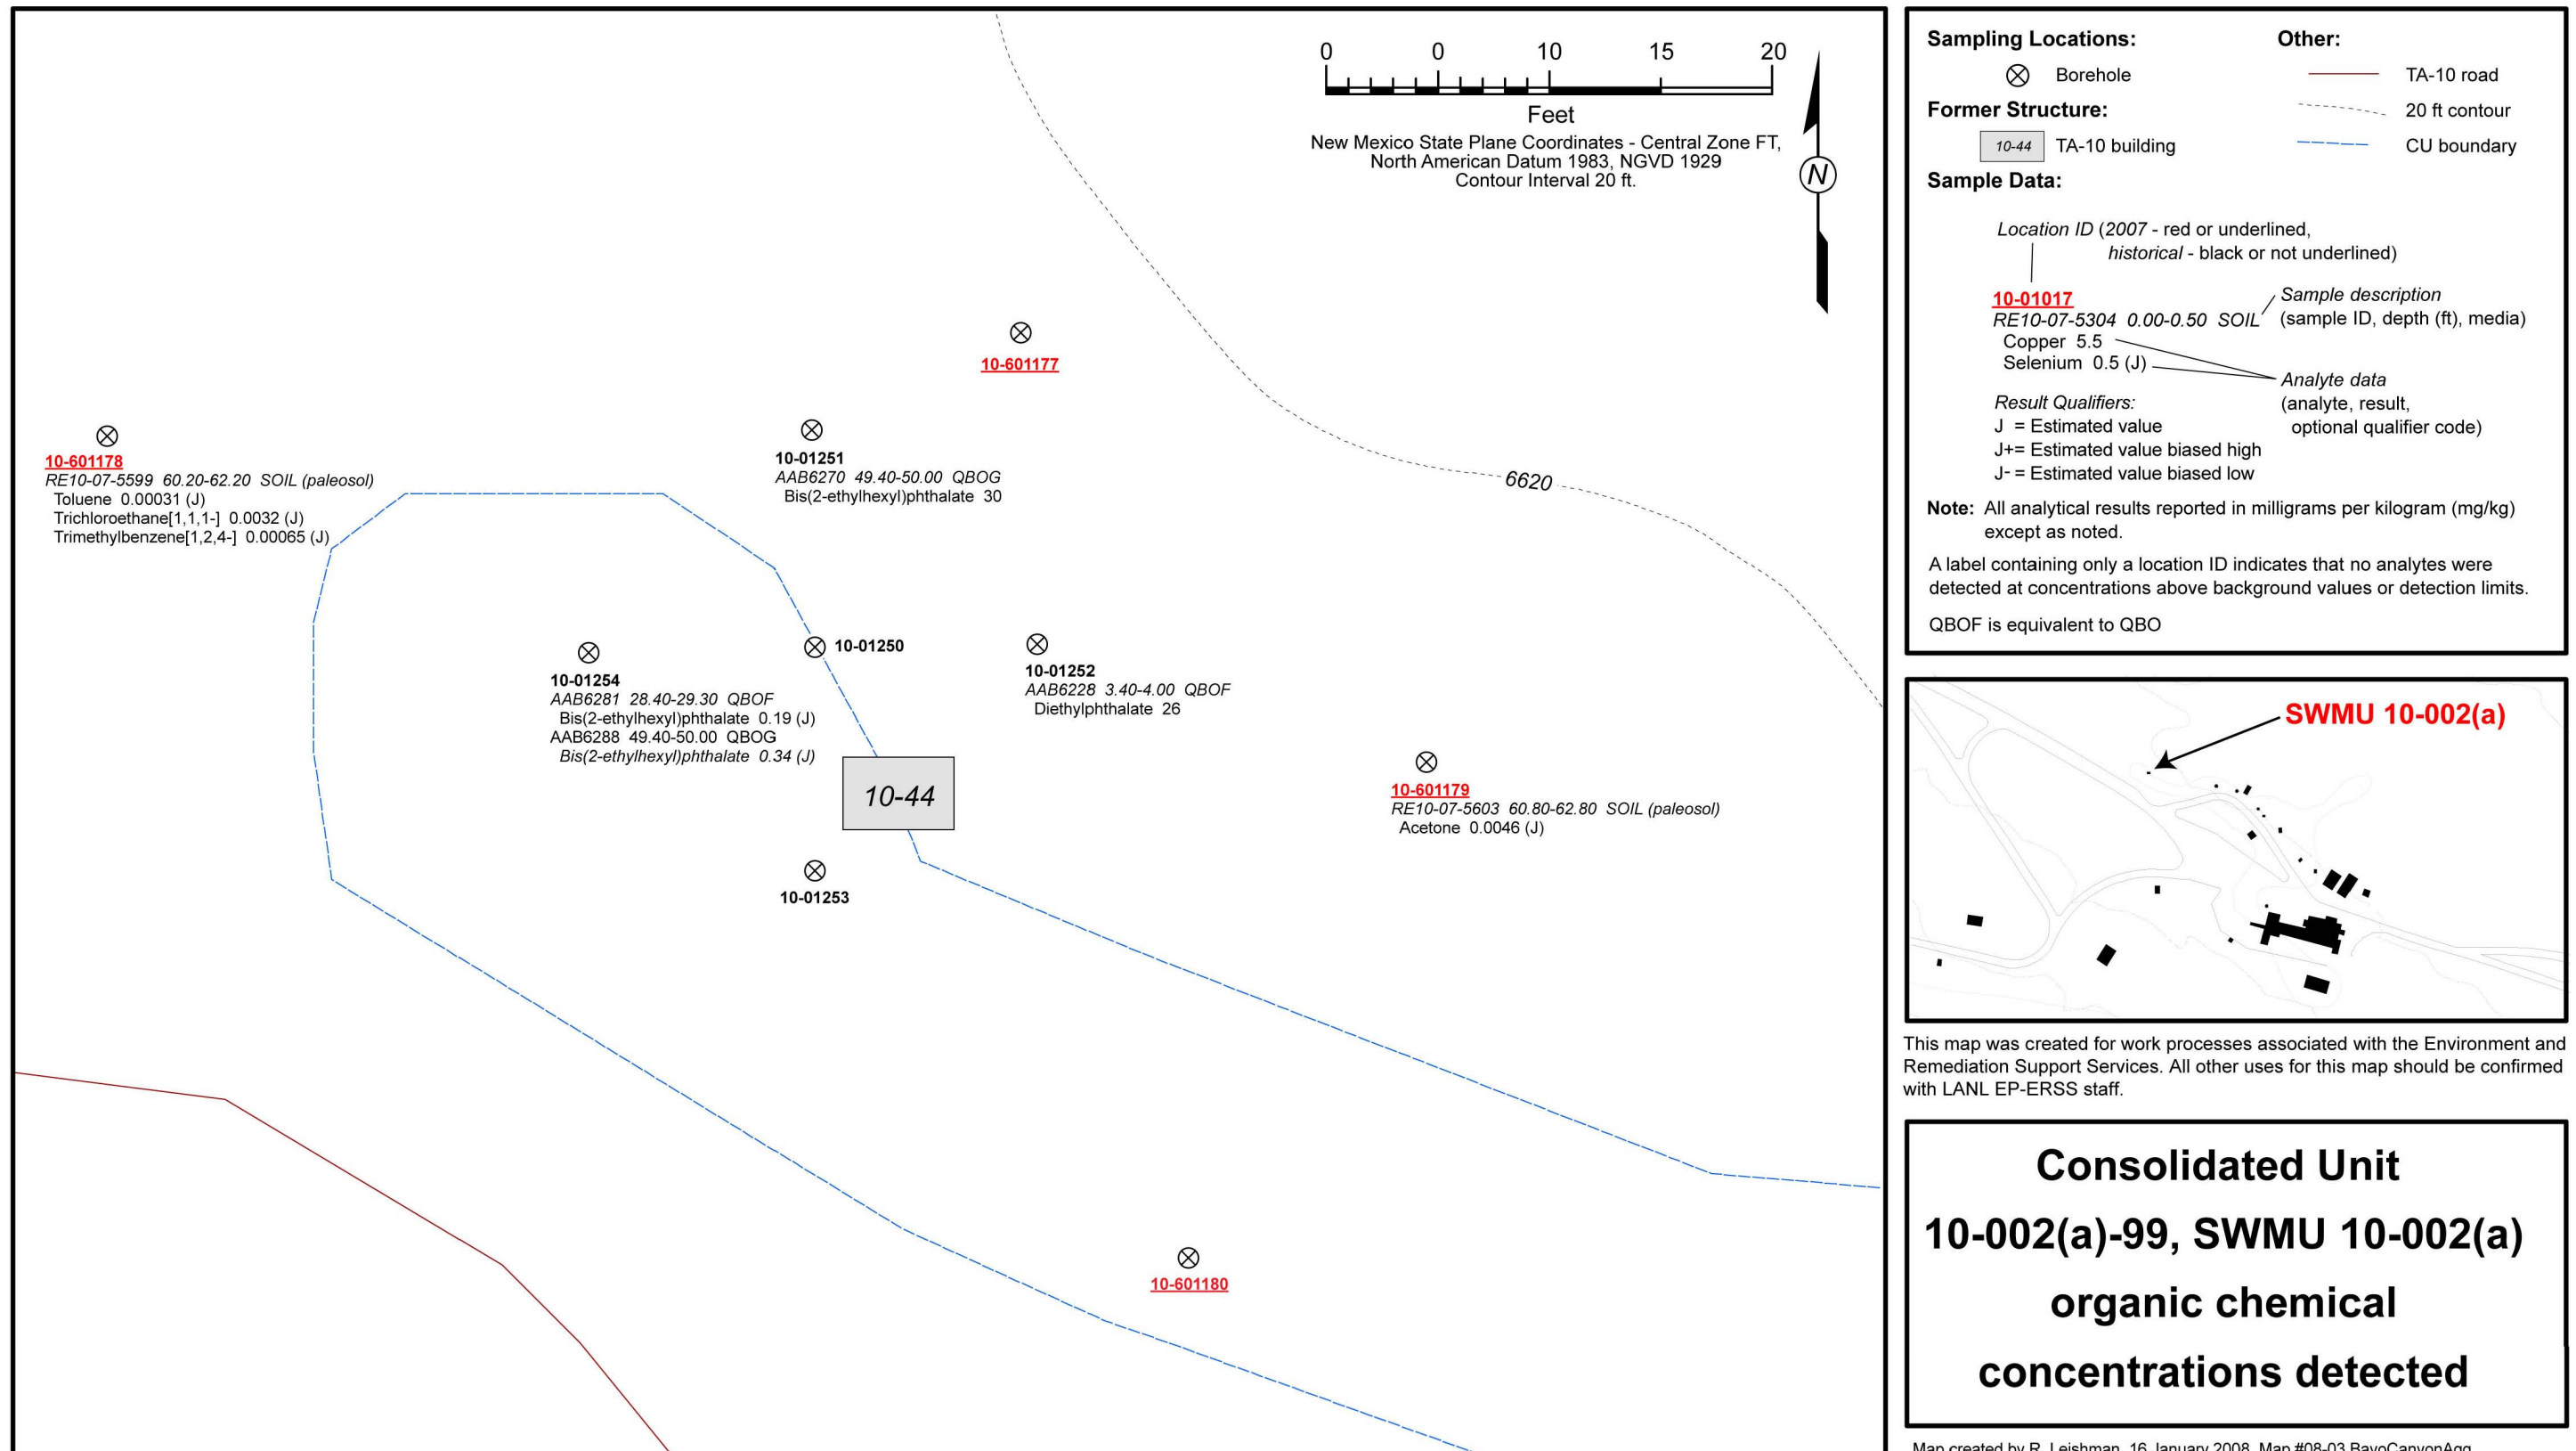 0 0 10 15 20
Feet
New Mexico State Plane Coordinates - Central Zone FT,
North American Datum 1983, NGVD 1929
Contour Interval 20 ft.
N
10-601177
10-601178
RE10-07-5599 60.20-62.20 SOIL (paleosol)
Toluene 0.00031 (J)
Trichloroethane[1,1,1-] 0.0032 (J)
Trimethylbenzene[1,2,4-] 0.00065 (J)
10-01251
AAB6270 49.40-50.00 QBOG
Bis(2-ethylhexyl)phthalate 30
6620
10-01250
10-01254
AAB6281 28.40-29.30 QBOF
Bis(2-ethylhexyl)phthalate 0.19 (J)
AAB6288 49.40-50.00 QBOG
Bis(2-ethylhexyl)phthalate 0.34 (J)
10-01252
AAB6228 3.40-4.00 QBOF
Diethylphthalate 26
10-44
10-601179
RE10-07-5603 60.80-62.80 SOIL (paleosol)
Acetone 0.0046 (J)
10-01253
10-601180
Sampling Locations:
Borehole
Former Structure:
10-44 TA-10 building
Other:
TA-10 road
20 ft contour
CU boundary
Sample Data:
Location ID (2007 - red or underlined,
historical - black or not underlined)
10-01017
RE10-07-5304 0.00-0.50 SOIL
Copper 5.5
Selenium 0.5 (J)
Sample description
(sample ID, depth (ft), media)
Analyte data
(analyte, result,
optional qualifier code)
Result Qualifiers:
J = Estimated value
J+= Estimated value biased high
J- = Estimated value biased low
Note: All analytical results reported in milligrams per kilogram (mg/kg)
except as noted.
A label containing only a location ID indicates that no analytes were
detected at concentrations above background values or detection limits.
QBOF is equivalent to QBO
SWMU 10-002(a)
This map was created for work processes associated with the Environment and
Remediation Support Services. All other uses for this map should be confirmed
with LANL EP-ERSS staff.
Consolidated Unit
10-002(a)-99, SWMU 10-002(a)
organic chemical
concentrations detected
Map created by R. Leishman, 16 January 2008, Map #08-03 BayoCanyonAgg